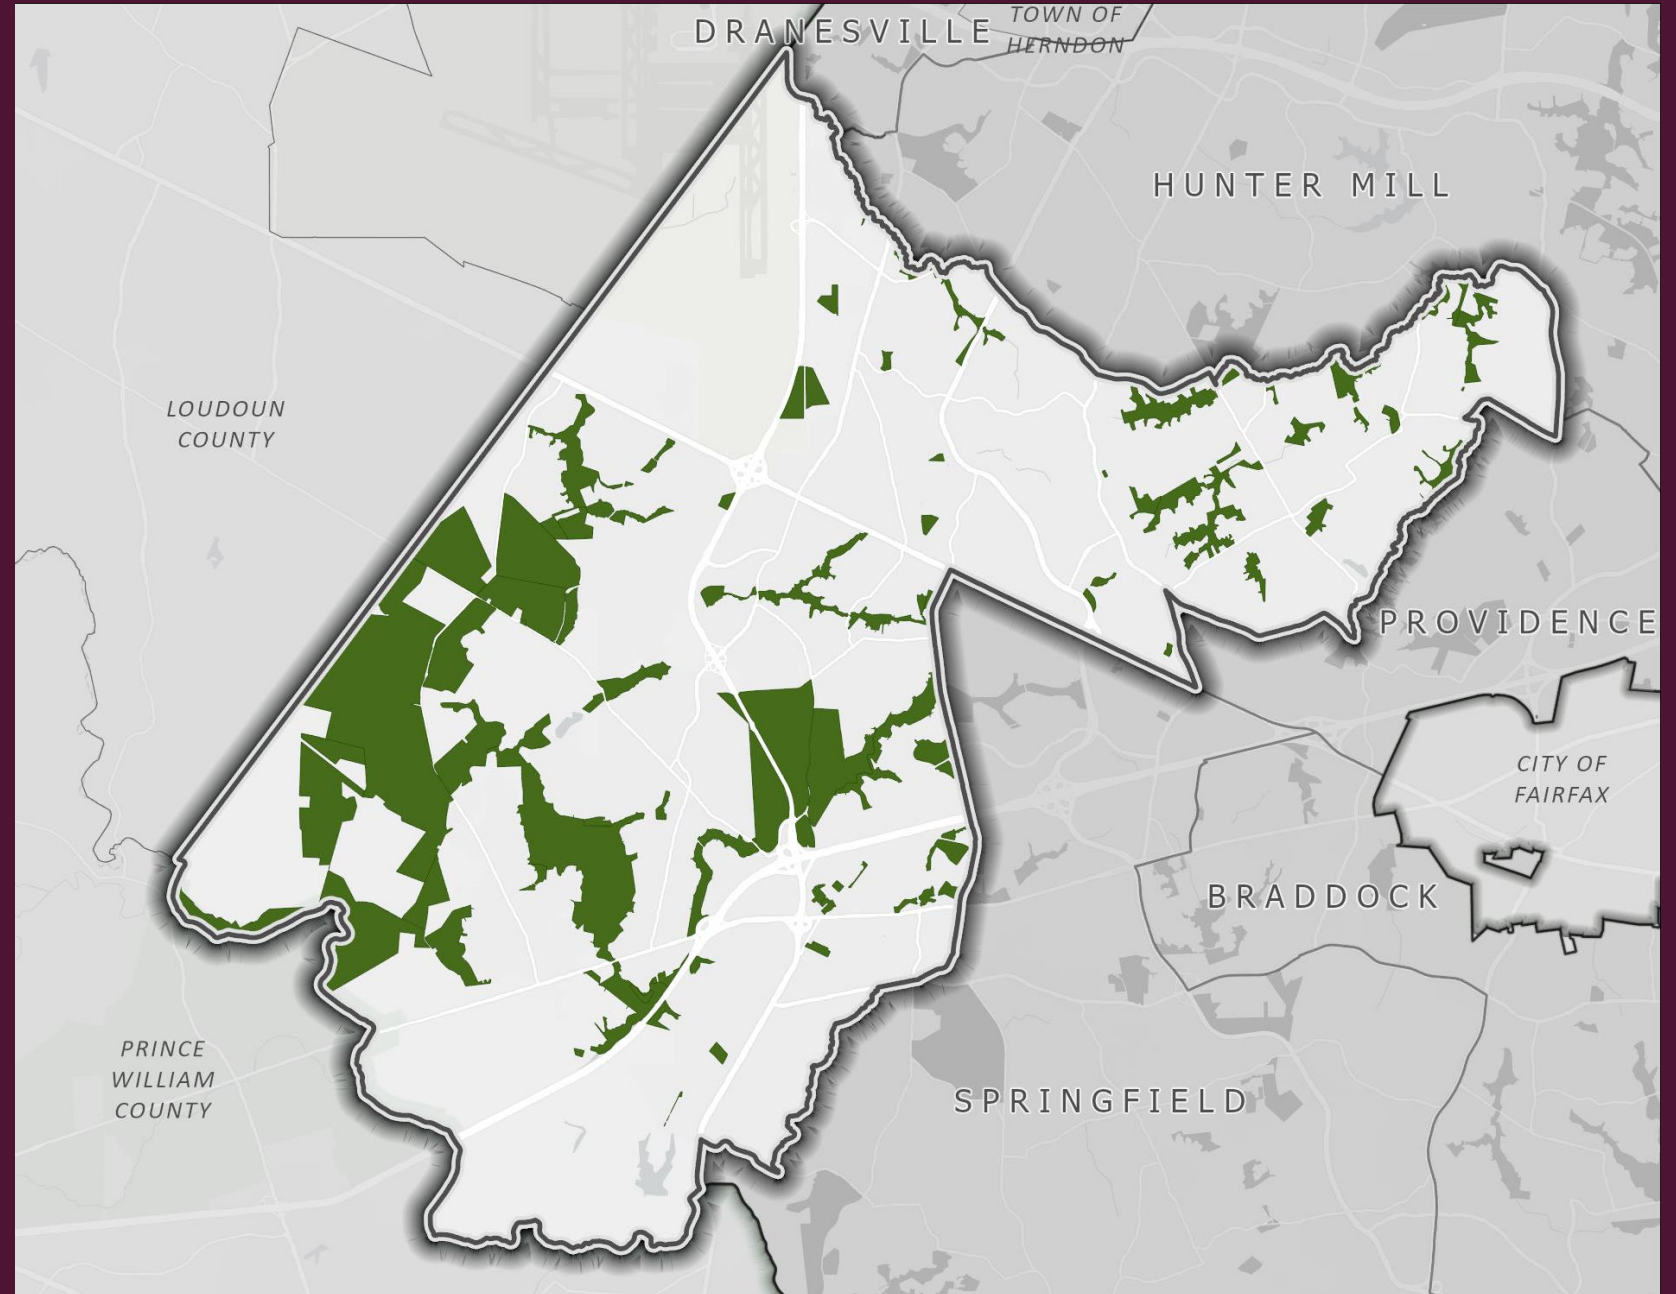 DRANESVILLE
TOWN OF
HERNDON
HUNTER MILL
LOUDOUN
COUNTY
PROVIDENCE
CITY OF
FAIRFAX
BRADDOCK
PRINCE
WILLIAM
COUNTY
SPRINGFIELD